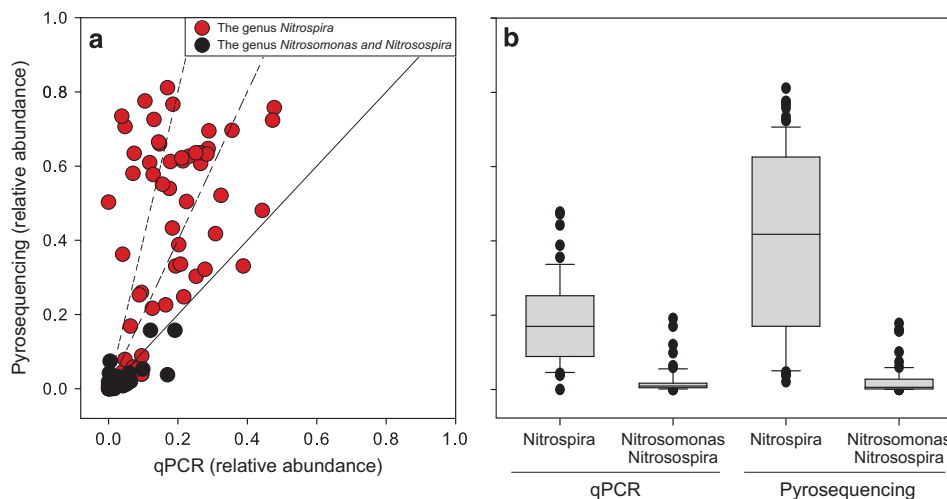 a
The genus Nitrospira
The genus Nitrosomonas and Nitrosospira
1.0
0.8
0.6
0.4
0.2
0.0
Pyrosequencing (relative abundance)
0.0 0.2 0.4 0.6 0.8 1.0
qPCR (relative abundance)
b
Nitrospira Nitrosomonas Nitrospira Nitrosomonas
Nitrosospira Nitrosospira
qPCR Pyrosequencing